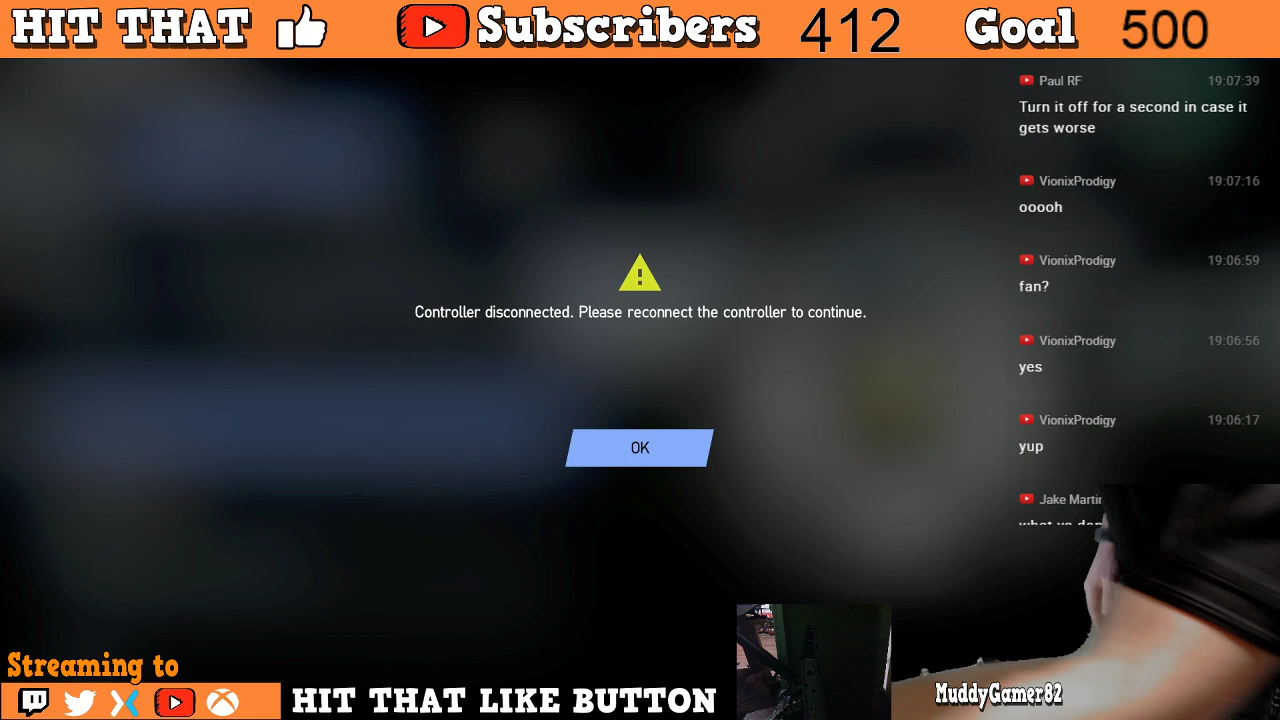 HIT THAT
Subscribers
412
Goal
500
Paul RF 19:07:39
Turn it off for a second in case it
gets worse
VionixProdigy 19:07:16
ooooh
VionixProdigy 19:06:59
fan?
VionixProdigy 19:06:56
yes
VionixProdigy 19:06:17
yup
Jake Martin
Controller disconnected. Please reconnect the controller to continue.
OK
Streaming to
HIT THAT LIKE BUTTON
MuddyGamer82